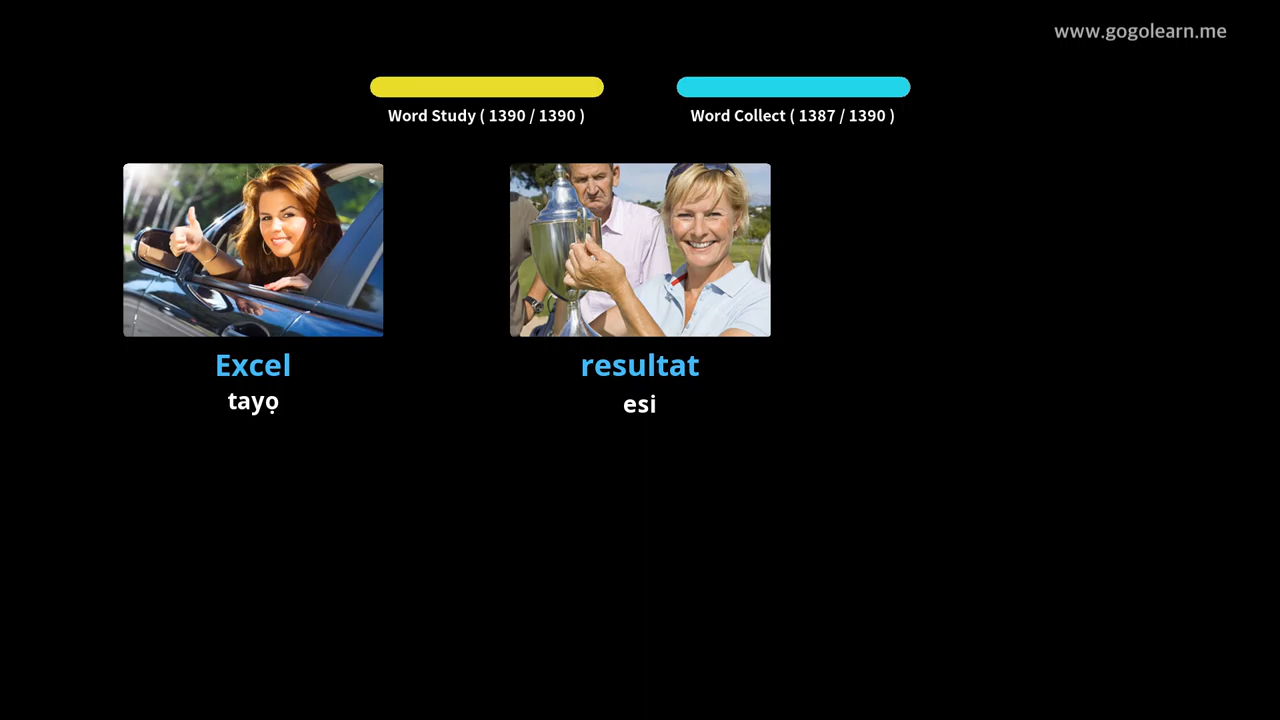 www.gogolearn.me
Word Study ( 1390 / 1390 )
Word Collect ( 1387 / 1390 )
Excel
tayọ
resultat
esi